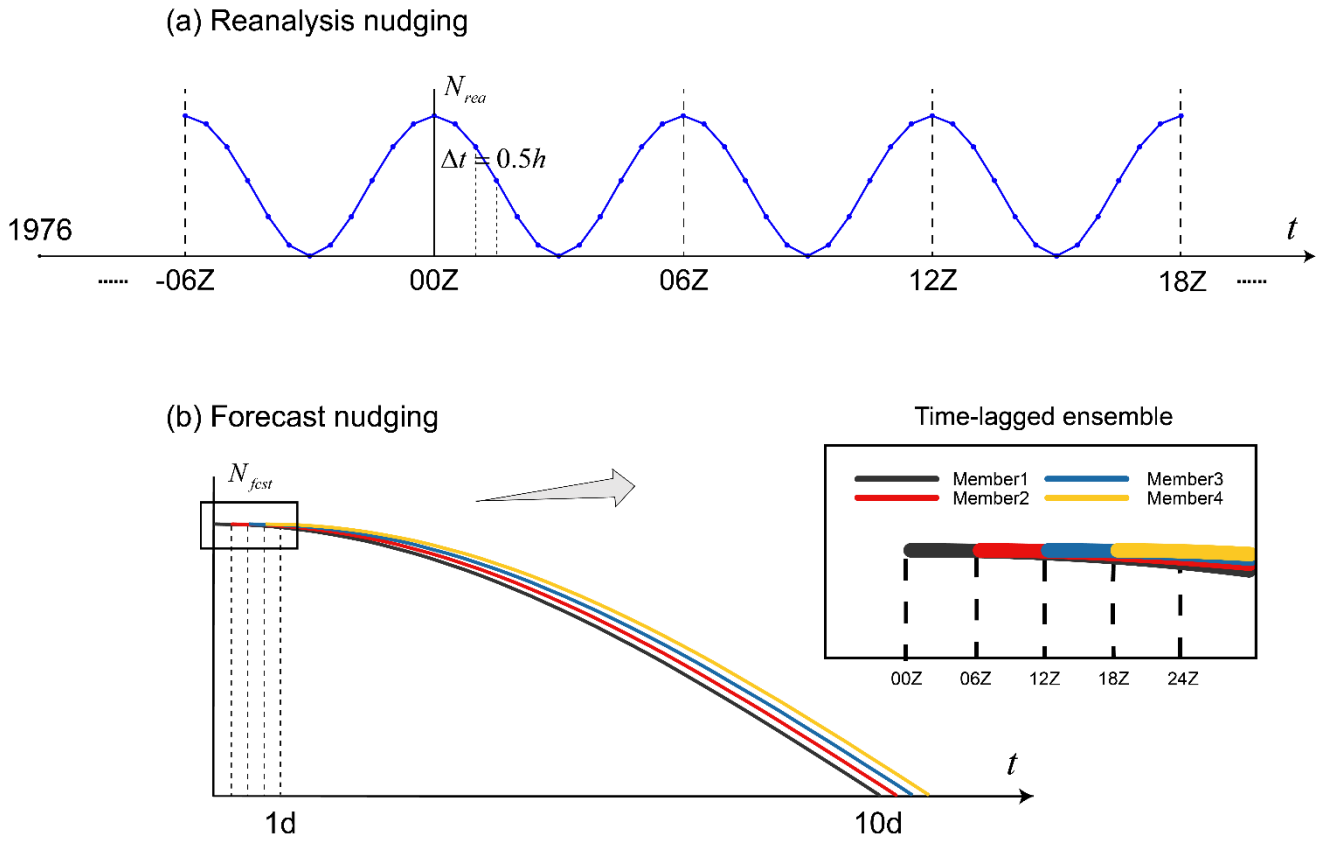 (a) Reanalysis nudging
N_rea
Δt = 0.5h
1976
t
...... -06Z 00Z 06Z 12Z 18Z ......
(b) Forecast nudging
Time-lagged ensemble
N_fcst
Member1 Member3
Member2 Member4
00Z 06Z 12Z 18Z 24Z
t
1d 10d